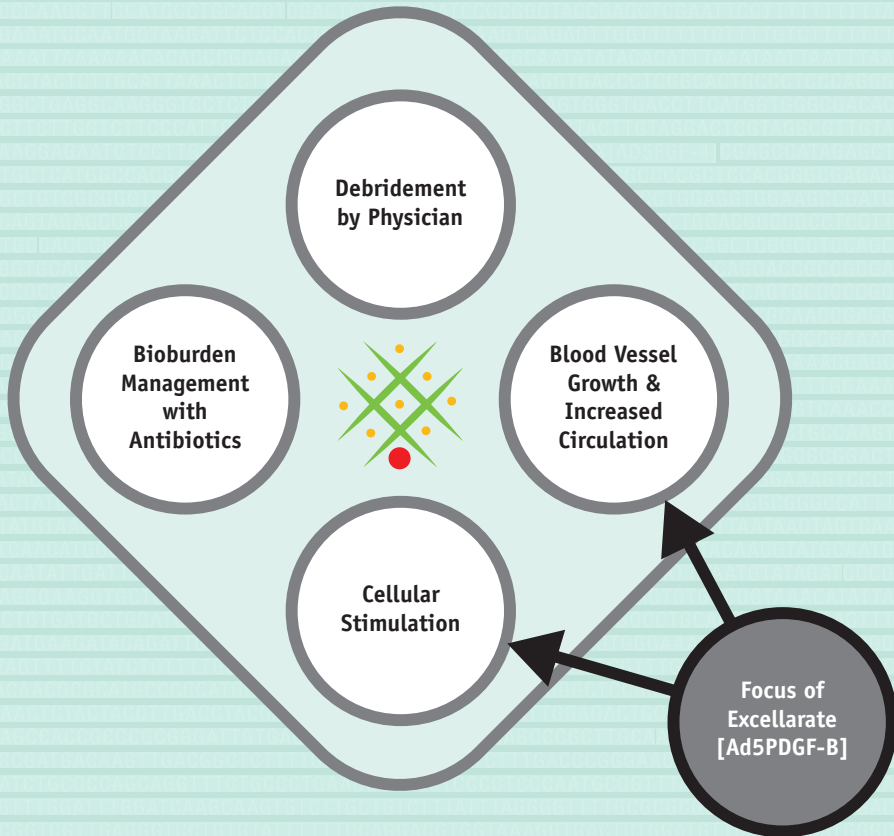 Debridement
by Physician
Bioburden
Management
with
Antibiotics
Blood Vessel
Growth &
Increased
Circulation
Cellular
Stimulation
Focus of
Excellarate
[Ad5PDGF-B]